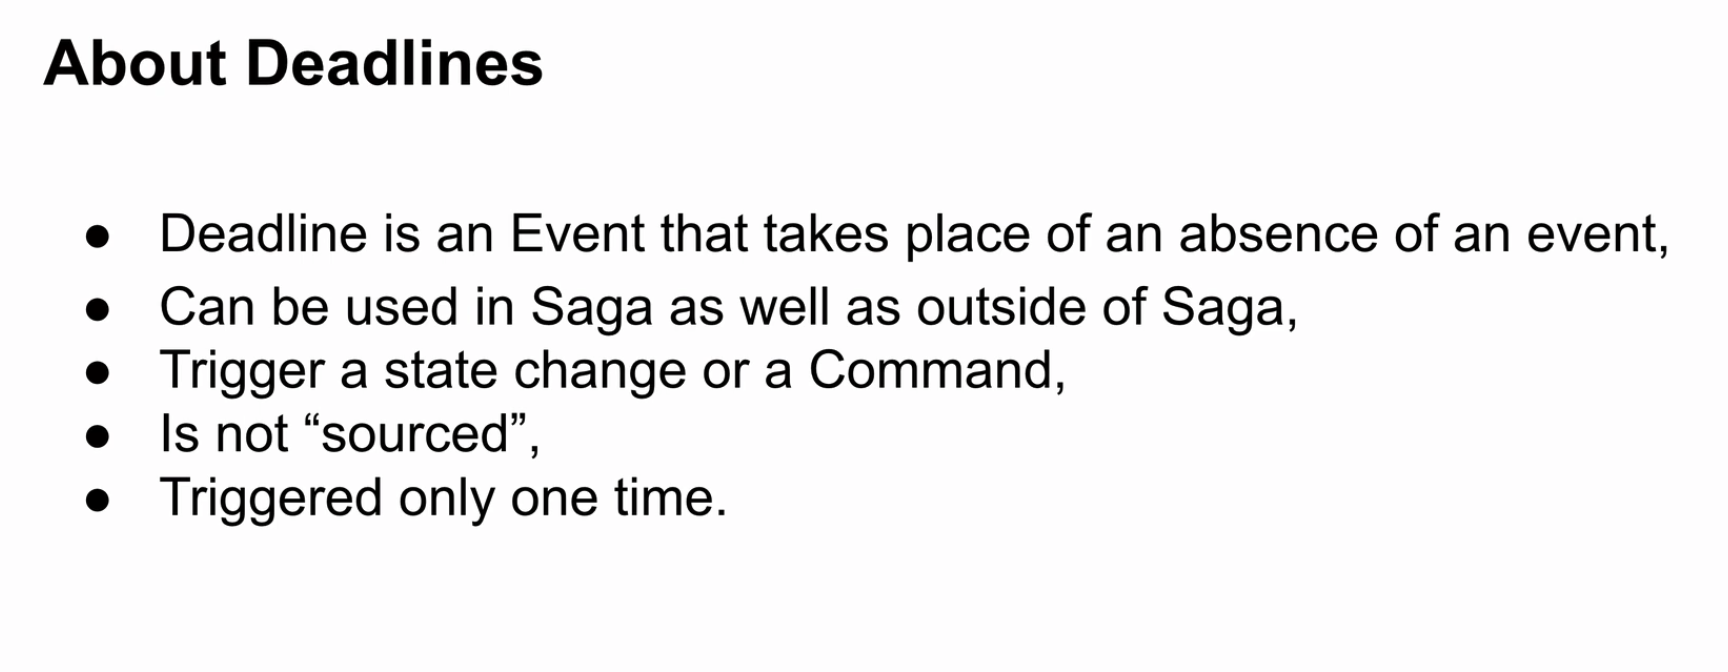 About Deadlines
● Deadline is an Event that takes place of an absence of an event,
● Can be used in Saga as well as outside of Saga,
● Trigger a state change or a Command,
● Is not “sourced”,
● Triggered only one time.